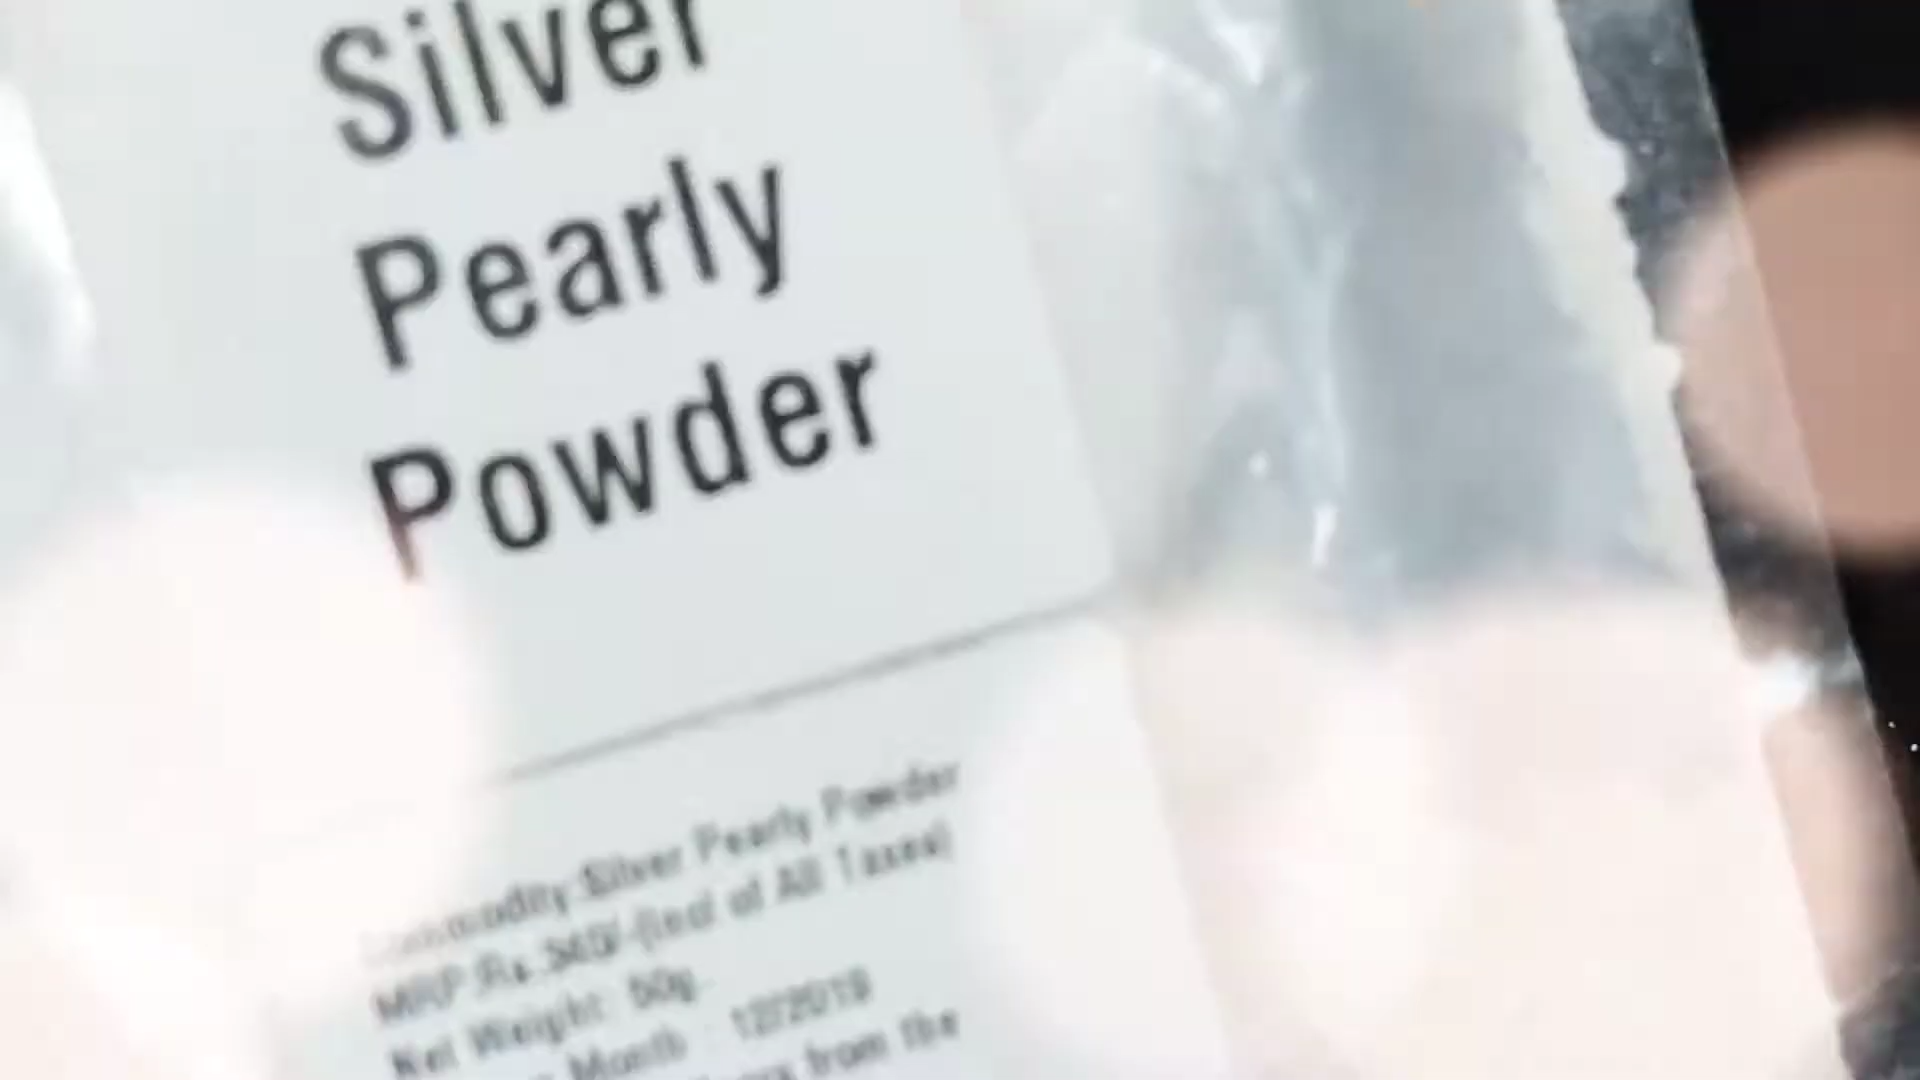 Silver
Pearly
Powder
Commodity:Silver Pearly Powder
MRP:Rs.340/-(Incl of All Taxes)
Net Weight: 50g.
Month : 12/2019
from the